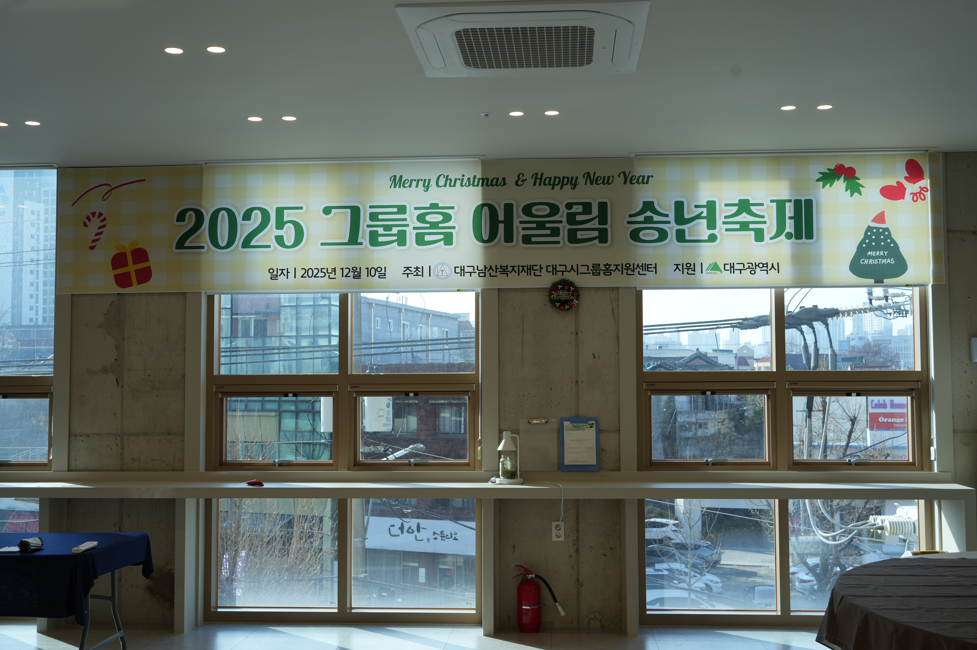 Merry Christmas & Happy New Year
2025 그룹홈 어울림 송년축제
일자 | 2025년 12월 10일 주최 | 대구남산복지재단 대구시그룹홈지원센터 지원 | 대구광역시
MERRY
CHRISTMAS
Orange
더안